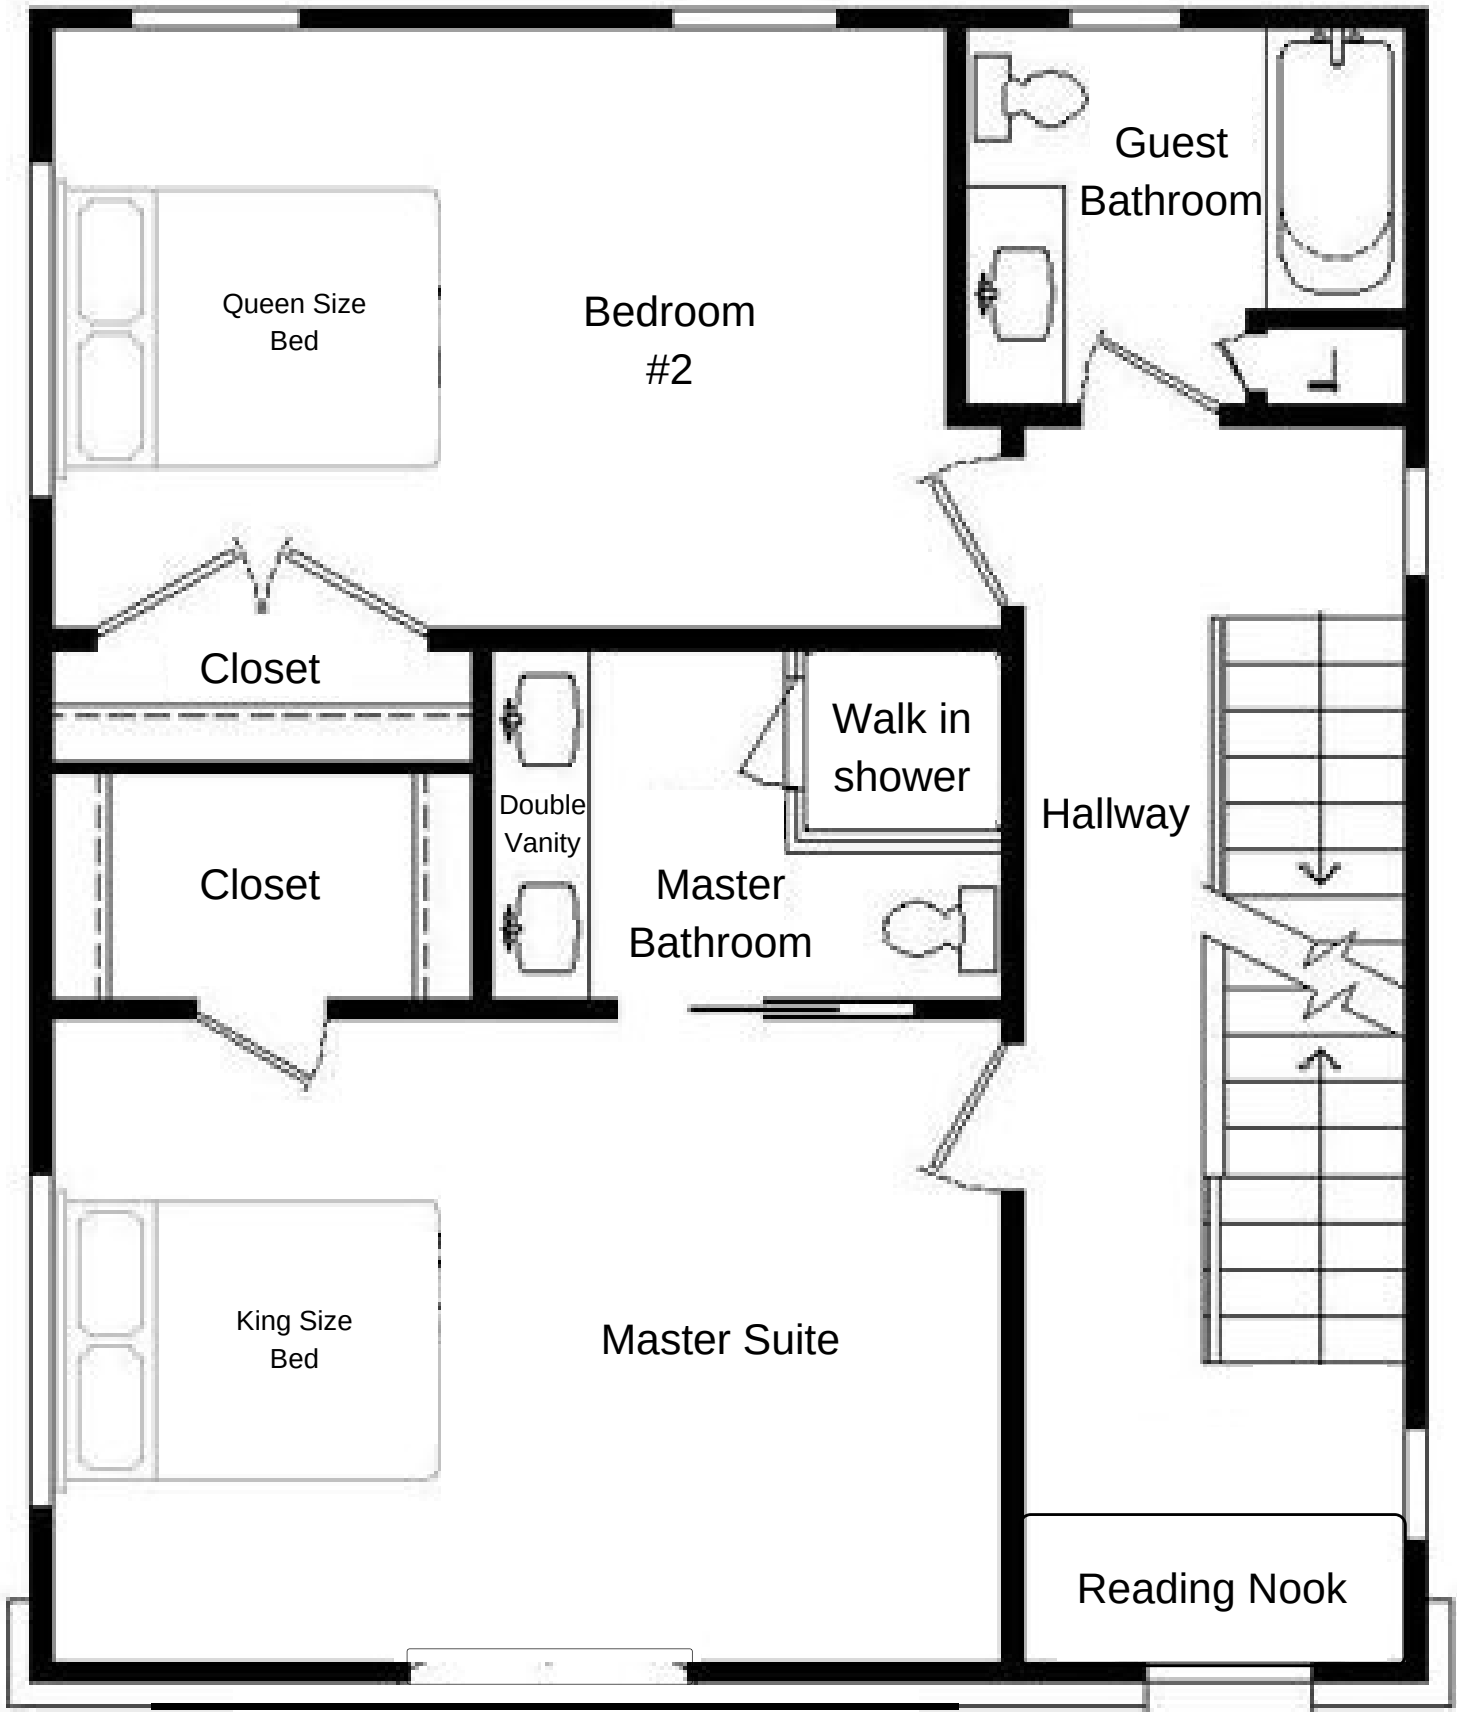 Guest
Bathroom
Queen Size
Bed
Bedroom
#2
L
Closet
Walk in
shower
Double
Vanity
Hallway
Closet
Master
Bathroom
King Size
Bed
Master Suite
Reading Nook